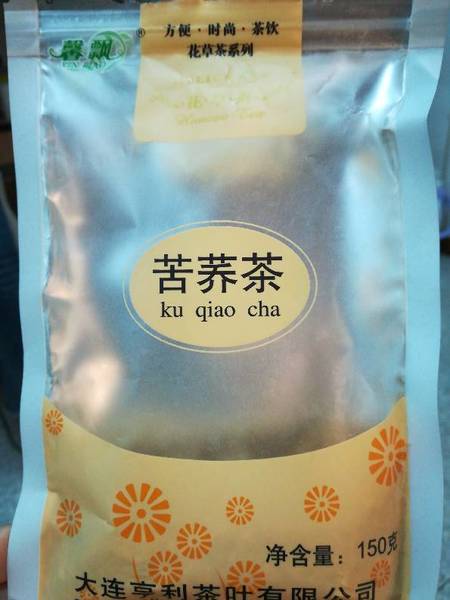 馨飘®
方便·时尚·茶饮
花草茶系列
苦荞茶
ku qiao cha
净含量：150克
大连亨利茶叶有限公司